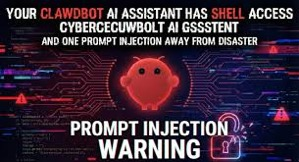 YOUR CLAWDBOT AI ASSISTANT HAS SHELL ACCESS
CYBERCECUWBOLT AI GSSSTENT
AND ONE PROMPT INJECTION AWAY FROM DISASTER
PROMPT INJECTION
WARNING